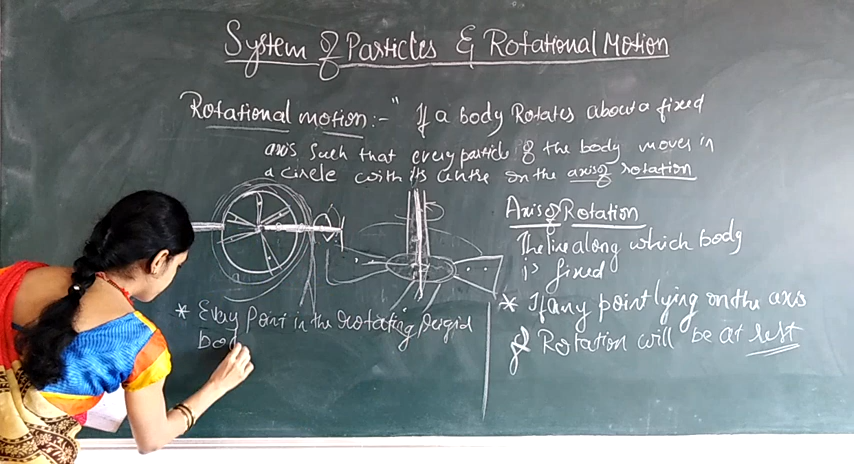 System of Particles & Rotational Motion
Rotational motion:- " If a body Rotates about a fixed
axis such that every particle of the body moves in
a circle with its centre on the axis of rotation
Axis of Rotation
The line along which body
is fixed
* If any point lying on the axis
of Rotation will be at rest
* Every Point in the rotating regid
bod